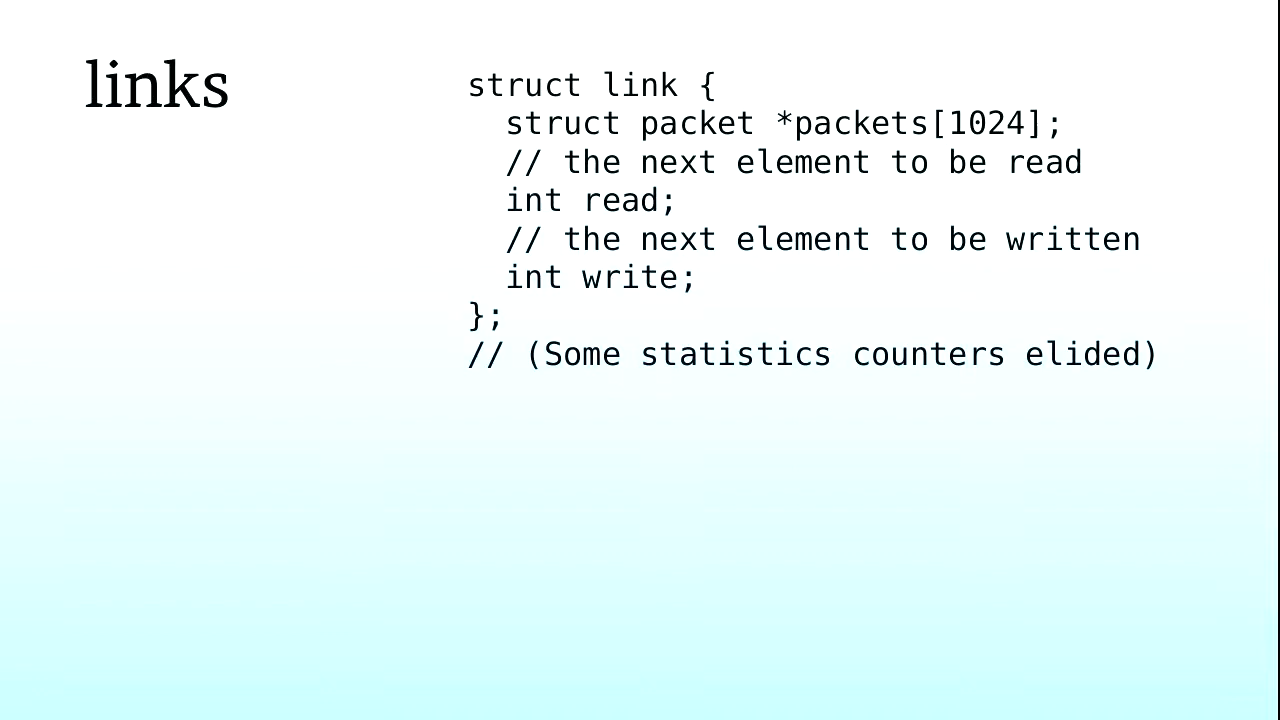 links
struct link {
  struct packet *packets[1024];
  // the next element to be read
  int read;
  // the next element to be written
  int write;
};
// (Some statistics counters elided)